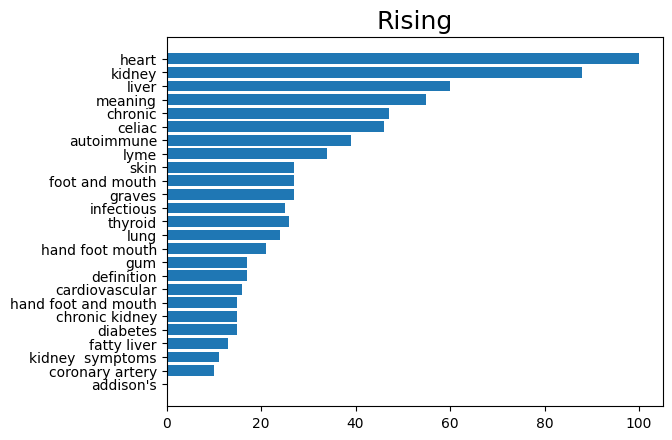 Rising
heart
kidney
liver
meaning
chronic
celiac
autoimmune
lyme
skin
foot and mouth
graves
infectious
thyroid
lung
hand foot mouth
gum
definition
cardiovascular
hand foot and mouth
chronic kidney
diabetes
fatty liver
kidney  symptoms
coronary artery
addison's
0 20 40 60 80 100